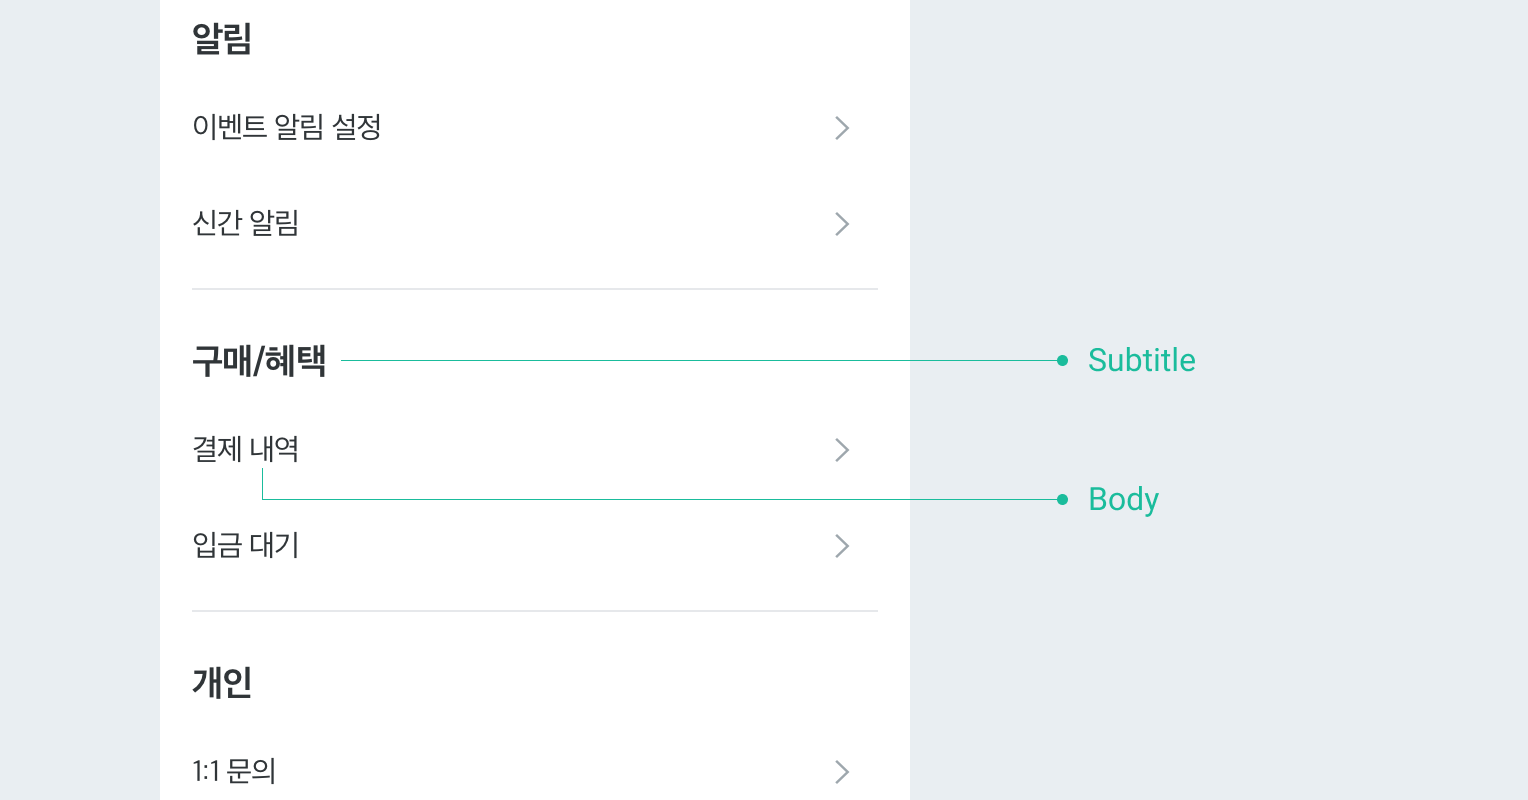 알림
이벤트 알림 설정
신간 알림
구매/혜택
Subtitle
결제 내역
Body
입금 대기
개인
1:1 문의